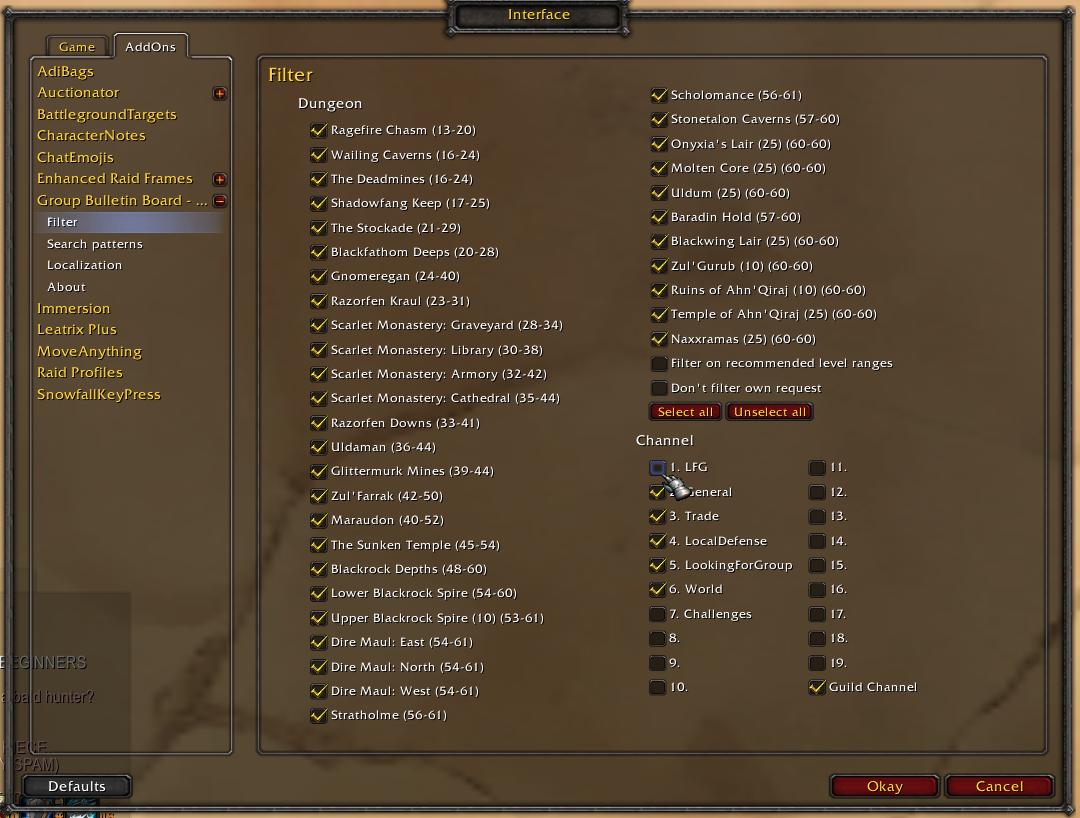 Interface
Game
AddOns
AdiBags
Auctionator
BattlegroundTargets
CharacterNotes
ChatEmojis
Enhanced Raid Frames
Group Bulletin Board - ...
Filter
Search patterns
Localization
About
Immersion
Leatrix Plus
MoveAnything
Raid Profiles
SnowfallKeyPress
Filter
Dungeon
Ragefire Chasm (13-20)
Wailing Caverns (16-24)
The Deadmines (16-24)
Shadowfang Keep (17-25)
The Stockade (21-29)
Blackfathom Deeps (20-28)
Gnomeregan (24-40)
Razorfen Kraul (23-31)
Scarlet Monastery: Graveyard (28-34)
Scarlet Monastery: Library (30-38)
Scarlet Monastery: Armory (32-42)
Scarlet Monastery: Cathedral (35-44)
Razorfen Downs (33-41)
Uldaman (36-44)
Glittermurk Mines (39-44)
Zul'Farrak (42-50)
Maraudon (40-52)
The Sunken Temple (45-54)
Blackrock Depths (48-60)
Lower Blackrock Spire (54-60)
Upper Blackrock Spire (10) (53-61)
Dire Maul: East (54-61)
Dire Maul: North (54-61)
Dire Maul: West (54-61)
Stratholme (56-61)
Scholomance (56-61)
Stonetalon Caverns (57-60)
Onyxia's Lair (25) (60-60)
Molten Core (25) (60-60)
Uldum (25) (60-60)
Baradin Hold (57-60)
Blackwing Lair (25) (60-60)
Zul'Gurub (10) (60-60)
Ruins of Ahn'Qiraj (10) (60-60)
Temple of Ahn'Qiraj (25) (60-60)
Naxxramas (25) (60-60)
Filter on recommended level ranges
Don't filter own request
Select all
Unselect all
Channel
1. LFG
2. General
3. Trade
4. LocalDefense
5. LookingForGroup
6. World
7. Challenges
8.
9.
10.
11.
12.
13.
14.
15.
16.
17.
18.
19.
Guild Channel
BEGINNERS
hunter?
SPAM)
Defaults
Okay
Cancel